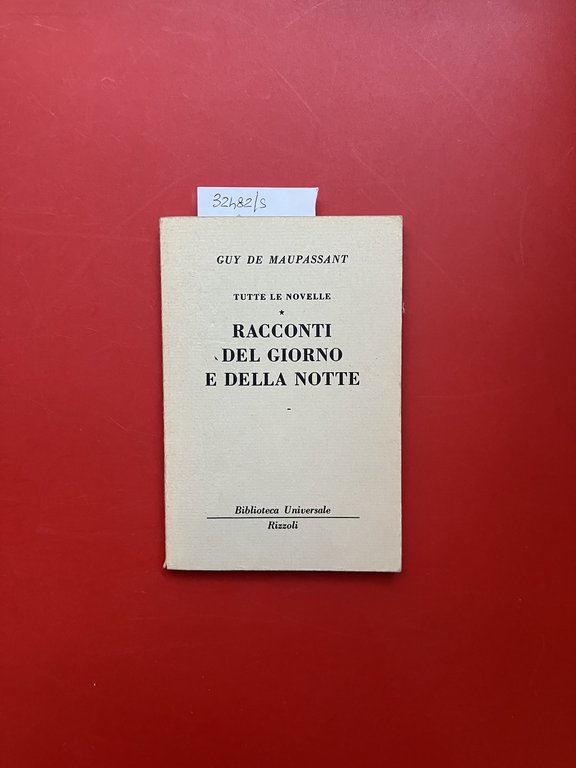 32482/S
GUY DE MAUPASSANT
TUTTE LE NOVELLE
★
RACCONTI
DEL GIORNO
E DELLA NOTTE
Biblioteca Universale
Rizzoli